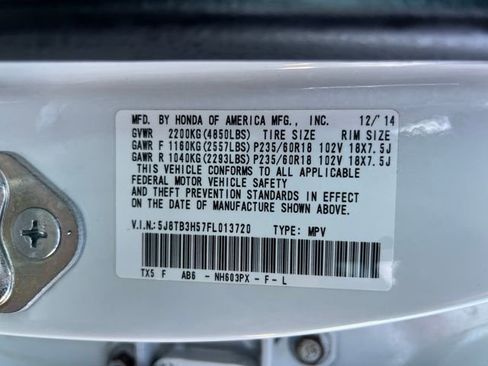 MFD. BY HONDA OF AMERICA MFG., INC. 12/'14
GVWR 2200KG(4850LBS) TIRE SIZE RIM SIZE
GAWR F 1160KG(2557LBS) P235/60R18 102V 18X7.5J
GAWR R 1040KG(2293LBS) P235/60R18 102V 18X7.5J
THIS VEHICLE CONFORMS TO ALL APPLICABLE
FEDERAL MOTOR VEHICLE SAFETY
AND THEFT PREVENTION STANDARDS IN EFFECT
ON THE DATE OF MANUFACTURE SHOWN ABOVE.
V.I.N.: 5J8TB3H57FL013720 TYPE: MPV
TX5 F AB6 - NH603PX - F - L